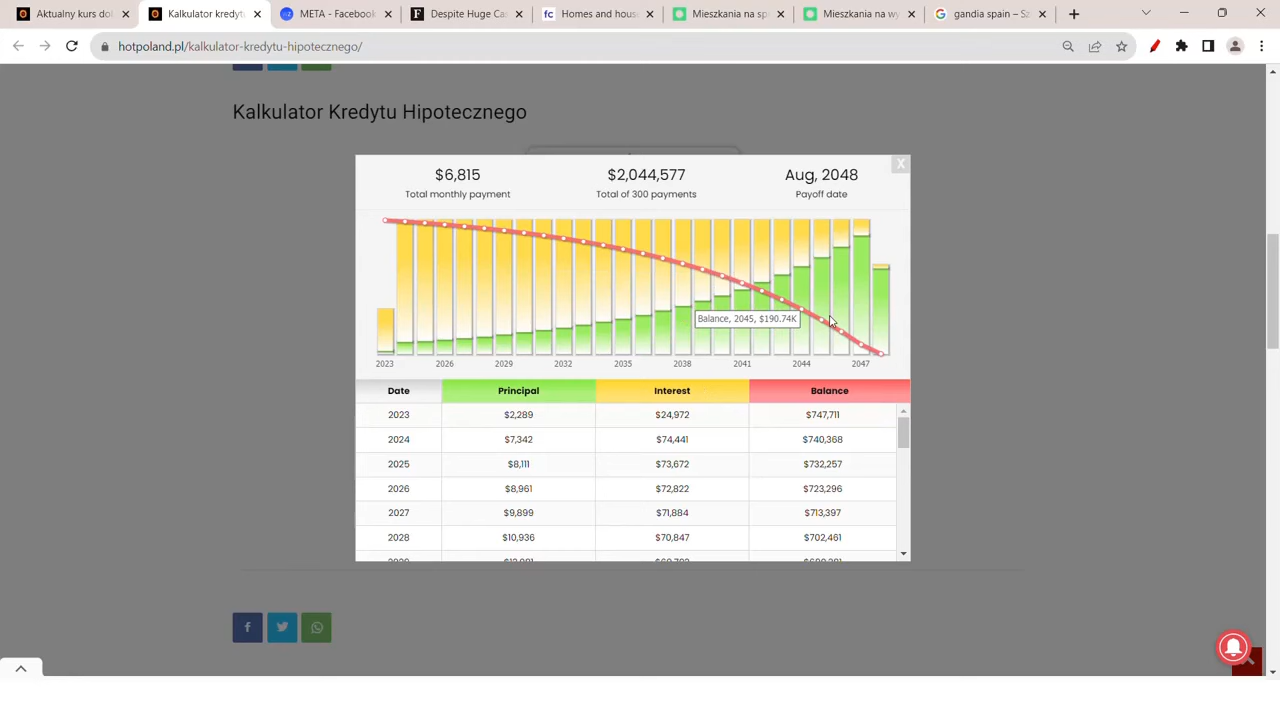 Aktualny kurs dol
Kalkulator kredytu
META - Facebook
Despite Huge Ca
Homes and hous
Mieszkania na sp
Mieszkania na wy
gandia spain – Sz
hotpoland.pl/kalkulator-kredytu-hipotecznego/
Kalkulator Kredytu Hipotecznego
X
$6,815
$2,044,577
Aug, 2048
Total monthly payment
Total of 300 payments
Payoff date
Balance, 2045, $190.74K
2023
2026
2029
2032
2035
2038
2041
2044
2047
Date
Principal
Interest
Balance
2023
$2,289
$24,972
$747,711
2024
$7,342
$74,441
$740,368
2025
$8,111
$73,672
$732,257
2026
$8,961
$72,822
$723,296
2027
$9,899
$71,884
$713,397
2028
$10,936
$70,847
$702,461